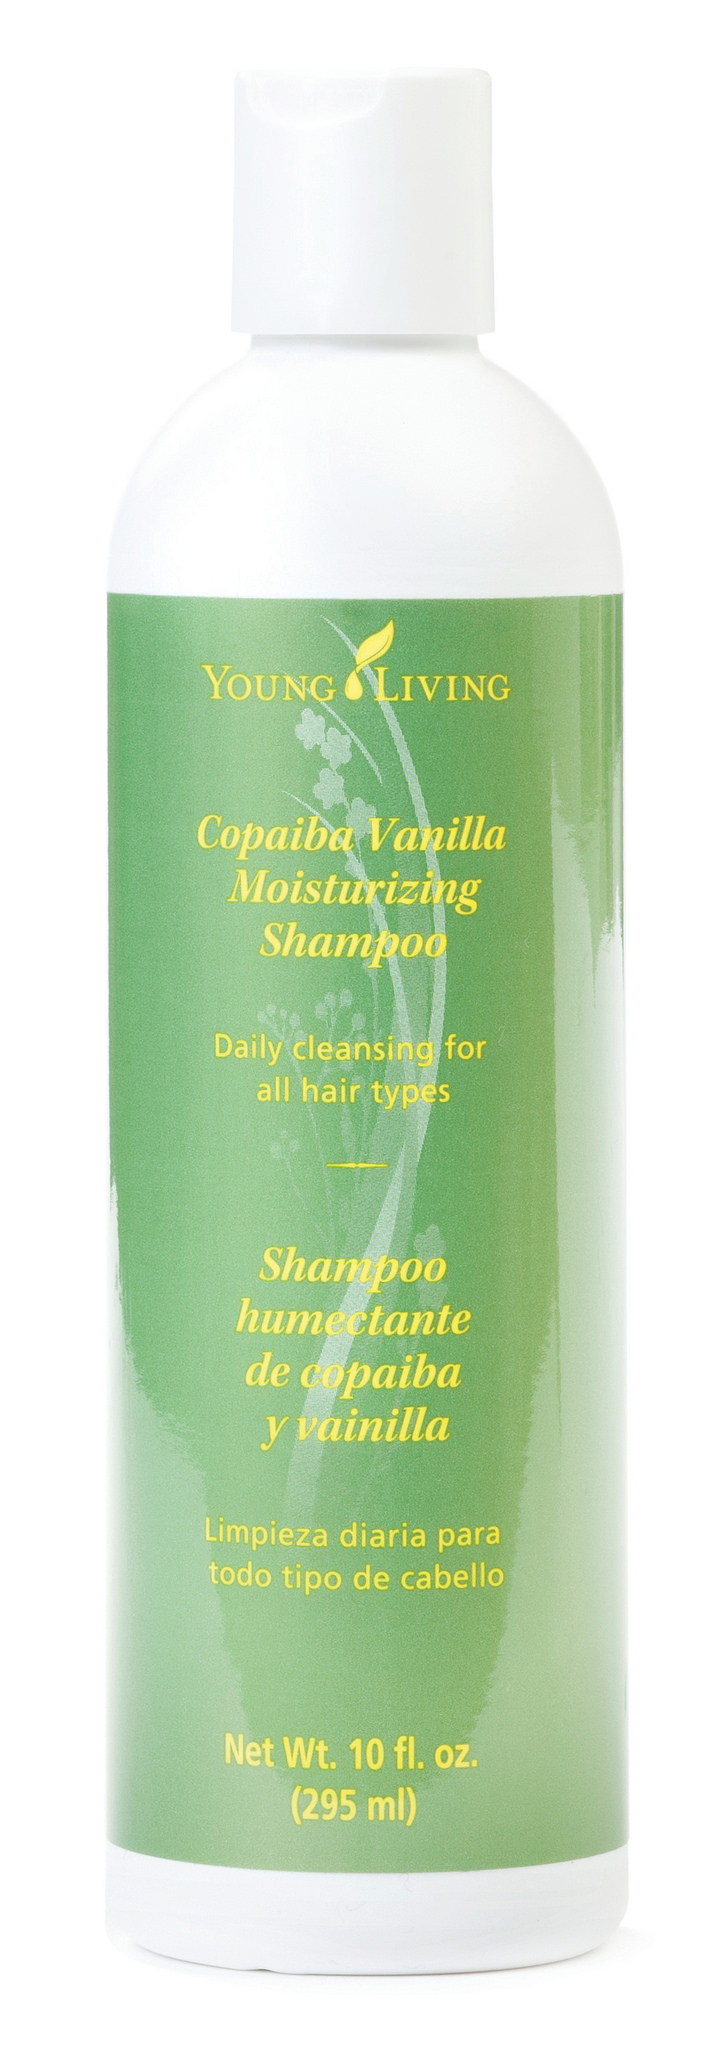 YOUNG LIVING
Copaiba Vanilla
Moisturizing
Shampoo
Daily cleansing for
all hair types
Shampoo
humectante
de copaiba
y vainilla
Limpieza diaria para
todo tipo de cabello
Net Wt. 10 fl. oz.
(295 ml)